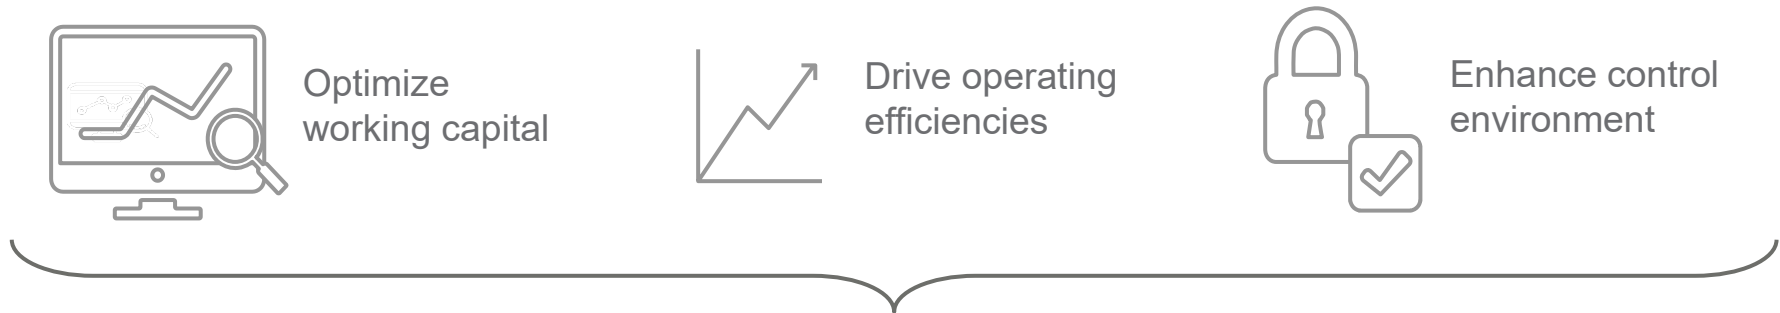 Optimize
working capital
Drive operating
efficiencies
Enhance control
environment